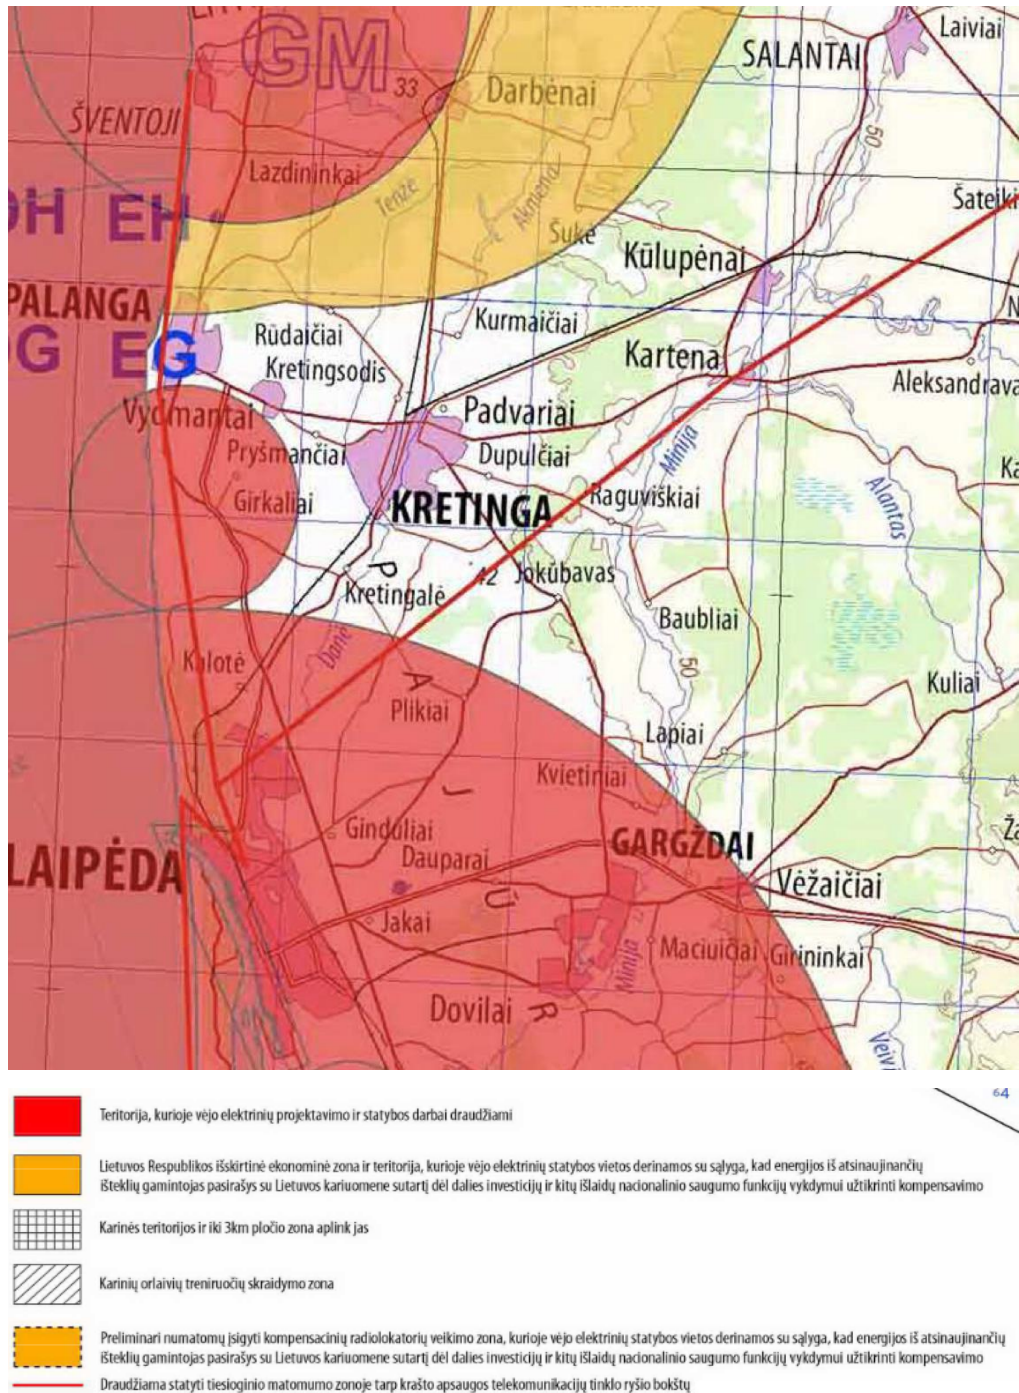 GM
33
Laiviai
SALANTAI
Darbėnai
ŠVENTOJI
50
Lazdininkai
Tenžė
Akmena
Šateiki
OH EH
Šukė
Kūlupėnai
PALANGA
Rūdaičiai
Kurmaičiai
N
OG EG
Kretingsodis
Kartena
Aleksandrava
Vydmantai
Padvariai
Pryšmančiai
Dupulčiai
Minija
Ka
Girkaliai
KRETINGA
Raguviškiai
Alantas
P
42
Jokūbavas
Kretingalė
Baubliai
Danė
Kalotė
A
50
Kuliai
Plikiai
Lapiai
J
Kvietiniai
Ginduliai
GARGŽDAI
Ža
LAIPĖDA
Dauparai
Vėžaičiai
Ū
Jakai
Minija
Maciuičiai
Girininkai
Dovilai
R
Veivi
64
Teritorija, kurioje vėjo elektrinių projektavimo ir statybos darbai draudžiami
Lietuvos Respublikos išskirtinė ekonominė zona ir teritorija, kurioje vėjo elektrinių statybos vietos derinamos su sąlyga, kad energijos iš atsinaujinančių
išteklių gamintojas pasirašys su Lietuvos kariuomene sutartį dėl dalies investicijų ir kitų išlaidų nacionalinio saugumo funkcijų vykdymui užtikrinti kompensavimo
Karinės teritorijos ir iki 3km pločio zona aplink jas
Karinių orlaivių treniruočių skraidymo zona
Preliminari numatomų įsigyti kompensacinių radiolokatorių veikimo zona, kurioje vėjo elektrinių statybos vietos derinamos su sąlyga, kad energijos iš atsinaujinančių
išteklių gamintojas pasirašys su Lietuvos kariuomene sutartį dėl dalies investicijų ir kitų išlaidų nacionalinio saugumo funkcijų vykdymui užtikrinti kompensavimo
Draudžiama statyti tiesioginio matomumo zonoje tarp krašto apsaugos telekomunikacijų tinklo ryšio bokštų